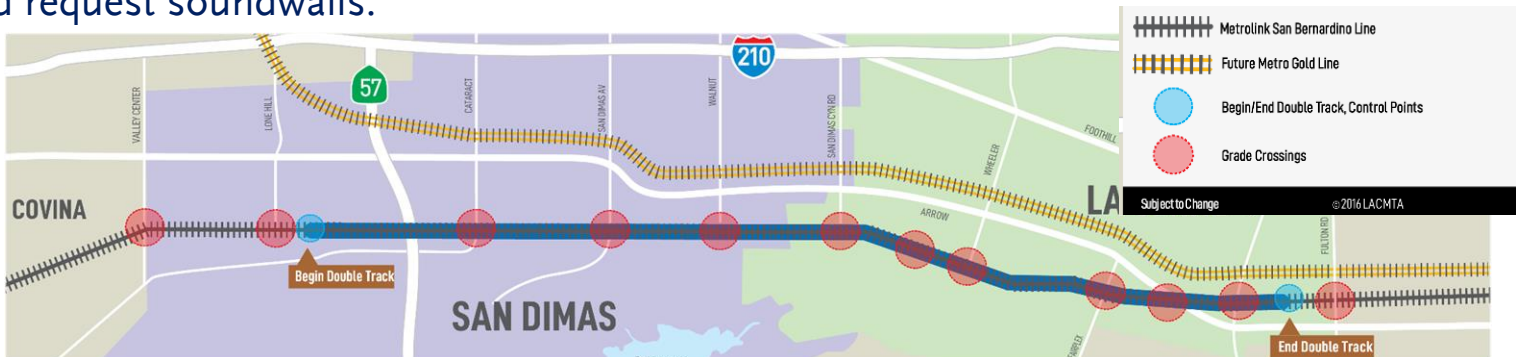 d request soundwalls.
Metrolink San Bernardino Line
Future Metro Gold Line
Begin/End Double Track, Control Points
Grade Crossings
Subject to Change
© 2016 LACMTA
210
57
VALLEY CENTER
LONE HILL
CATARACT
SAN DIMAS AV
WALNUT
SAN DIMAS CYN RD
FOOTHILL
WHEELER
ARROW
LA
COVINA
FULTON RD
Begin Double Track
SAN DIMAS
End Double Track